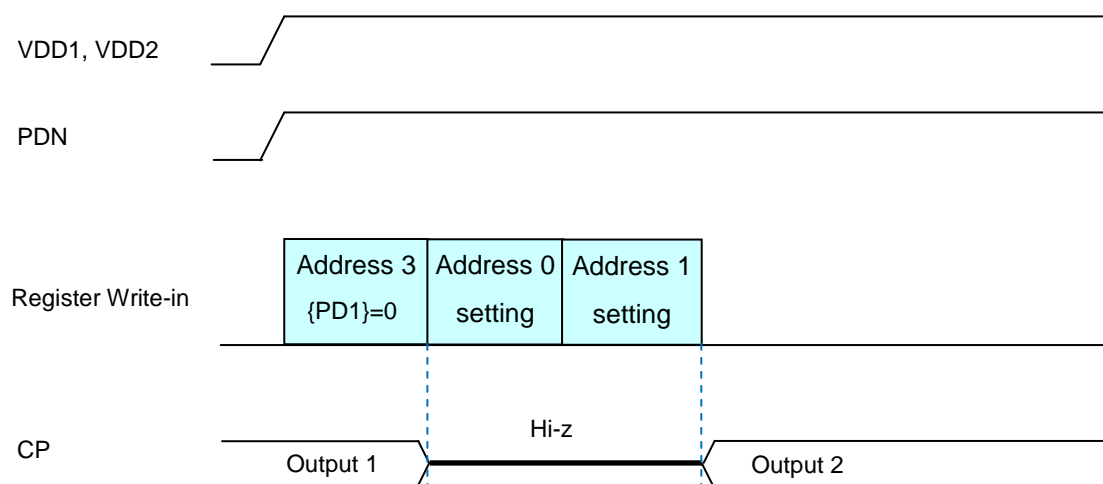 VDD1, VDD2
PDN
Register Write-in
Address 3
{PD1}=0
Address 0
setting
Address 1
setting
CP
Output 1
Hi-z
Output 2